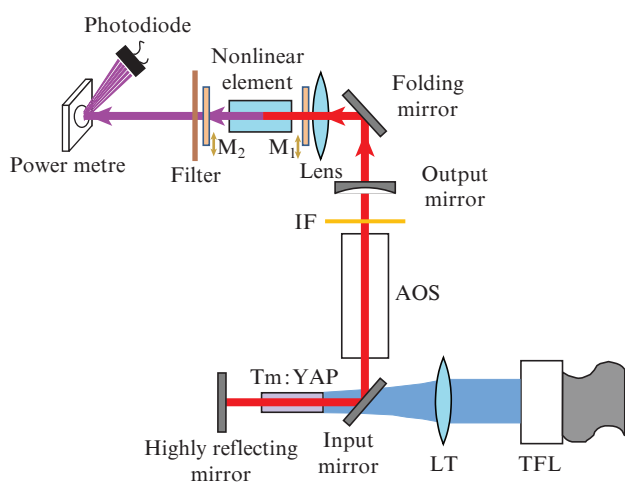 Photodiode
Nonlinear
element
Folding
mirror
Power metre
Filter
M₂
M₁
Lens
Output
mirror
IF
AOS
Tm : YAP
Highly reflecting
mirror
Input
mirror
LT
TFL